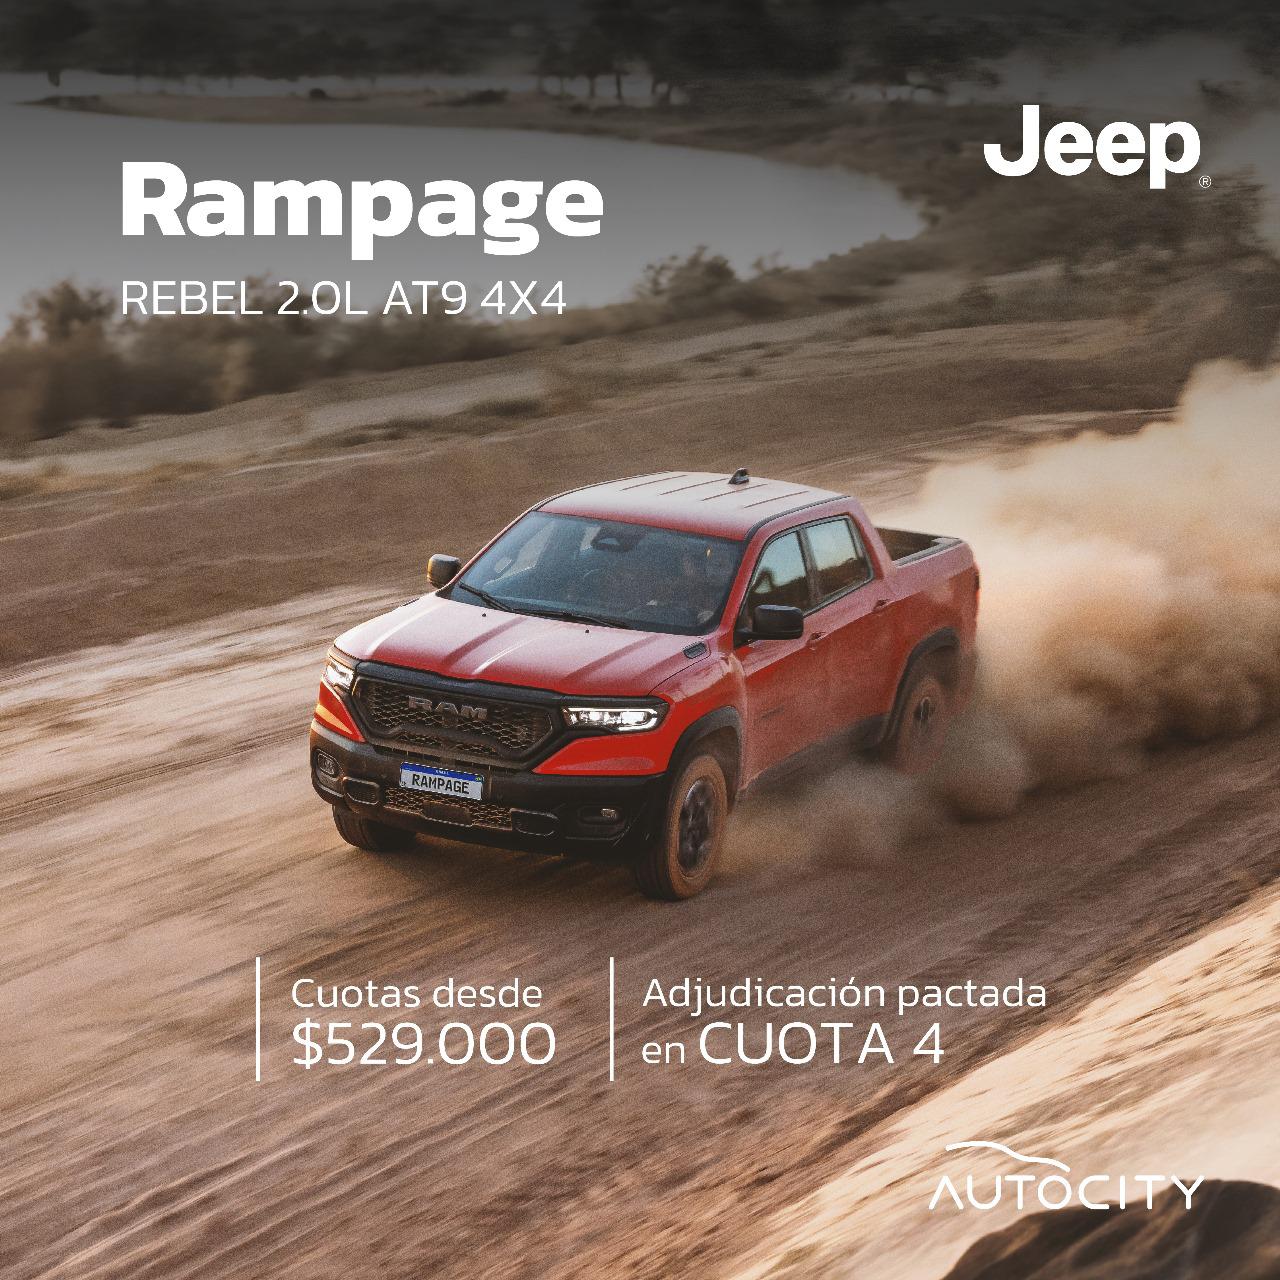 Jeep®
Rampage
REBEL 2.0L AT9 4X4
RAM
RAMPAGE
Cuotas desde
$529.000
Adjudicación pactada
en CUOTA 4
AUTOCITY